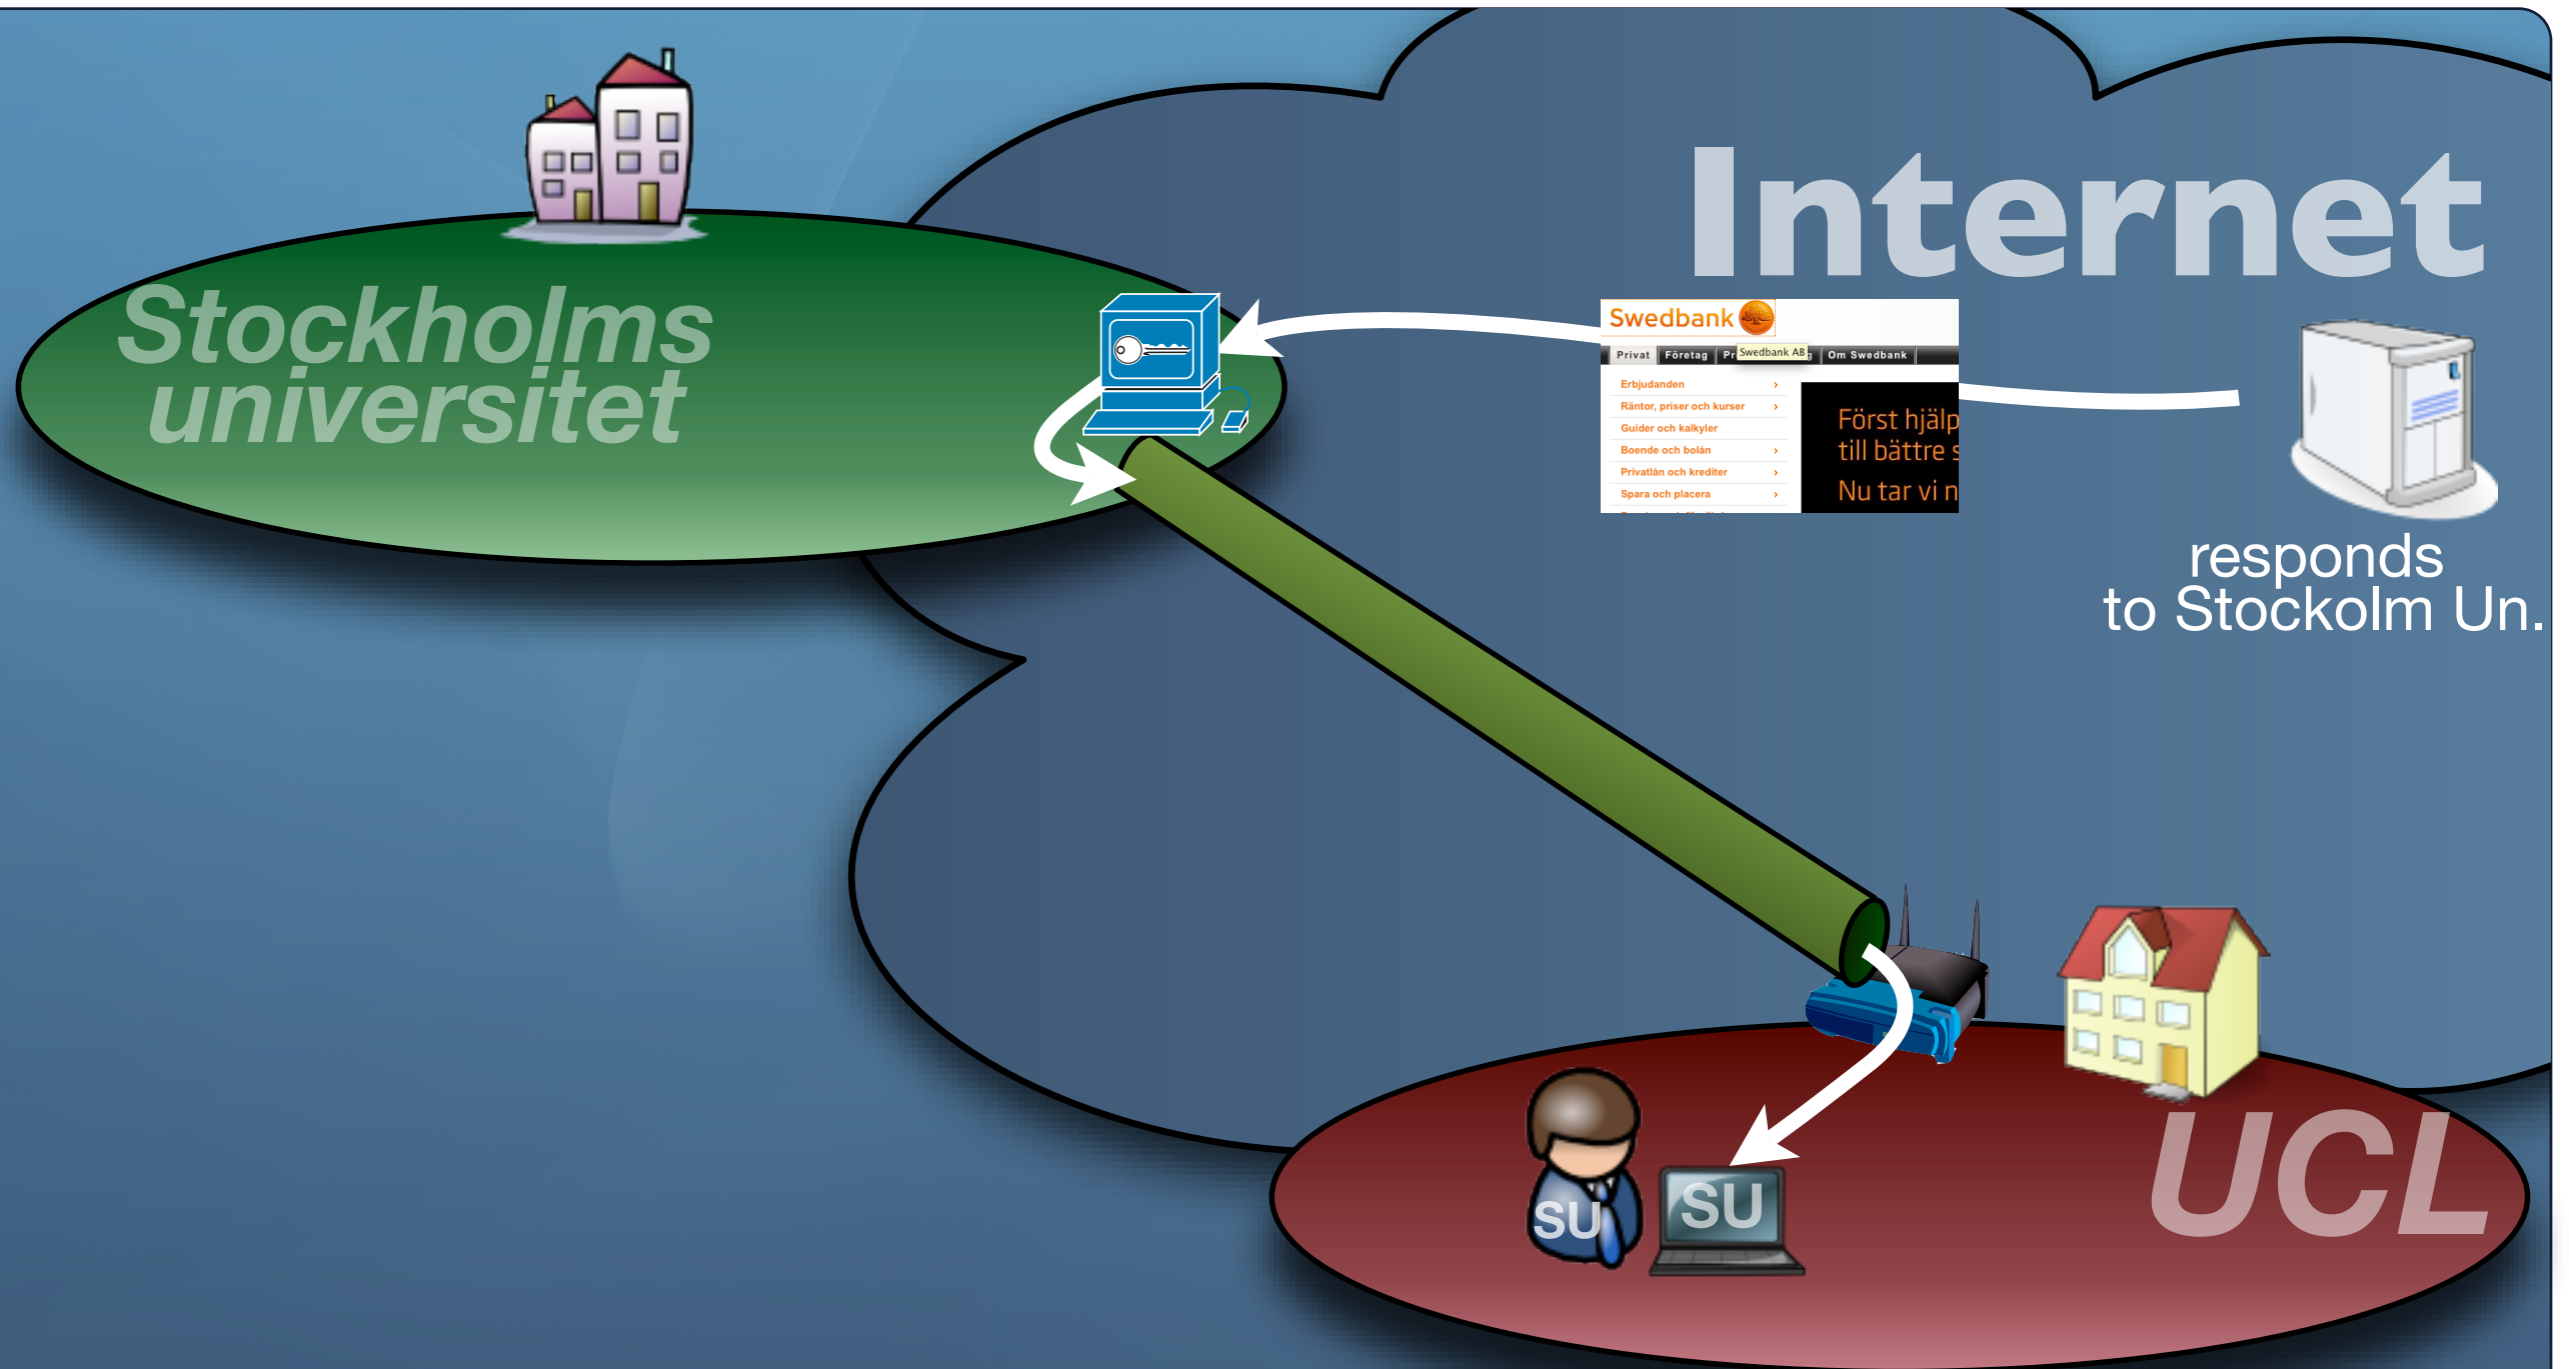 Internet
Stockholms
universitet
Swedbank
Privat Företag Pr Swedbank AB g Om Swedbank
Erbjudanden
Räntor, priser och kurser
Guider och kalkyler
Boende och bolån
Privatlån och krediter
Spara och placera
Först hjälp
till bättre s
Nu tar vi n
responds
to Stockolm Un.
UCL
SU
SU